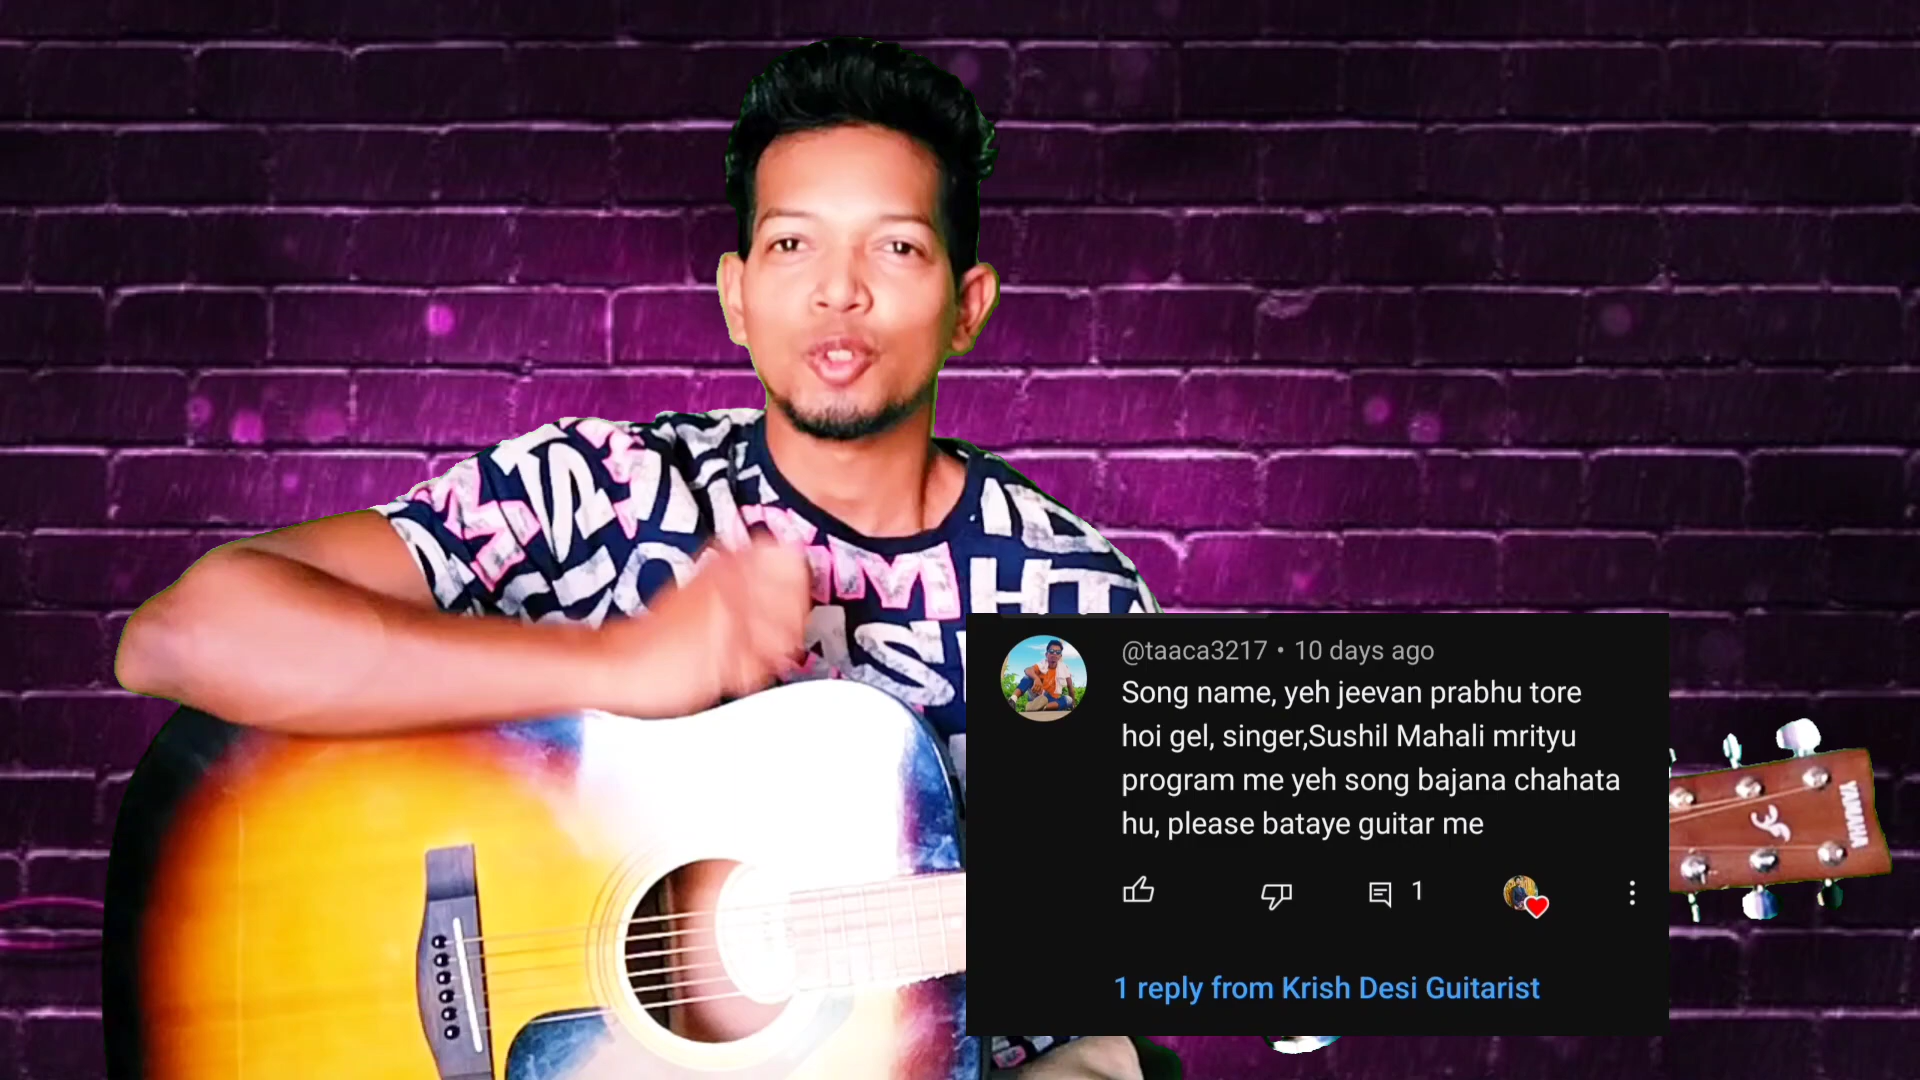 @taaca3217 • 10 days ago
Song name, yeh jeevan prabhu tore
hoi gel, singer,Sushil Mahali mrityu
program me yeh song bajana chahata
hu, please bataye guitar me
1
1 reply from Krish Desi Guitarist
YAMAHA